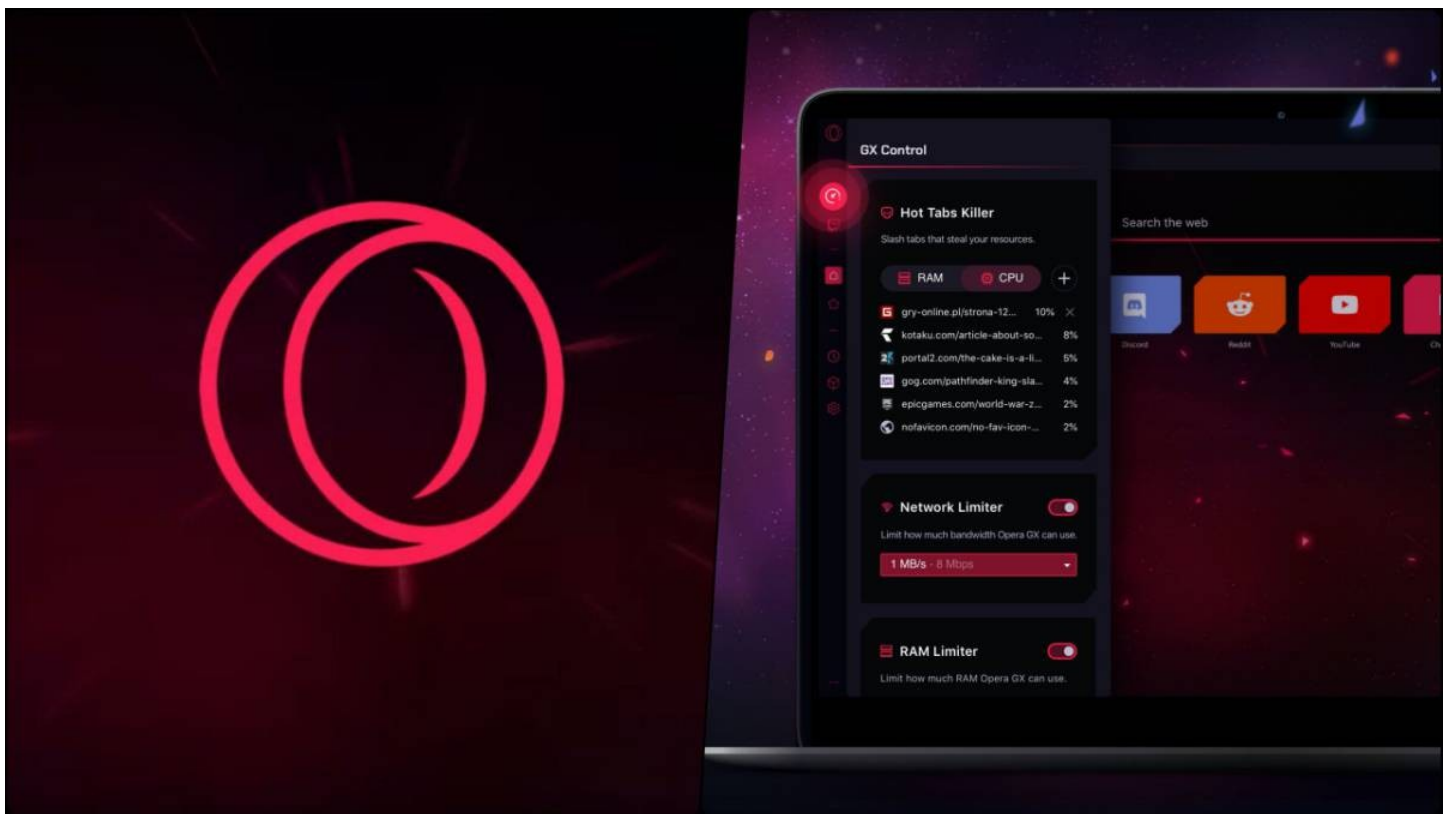 GX Control
Hot Tabs Killer
Slash tabs that steal your resources.
RAM CPU
gry-online.pl/strona-12... 10%
kotaku.com/article-about-so... 8%
portal2.com/the-cake-is-a-li... 5%
gog.com/pathfinder-king-sla... 4%
epicgames.com/world-war-z... 2%
nofavicon.com/no-fav-icon-... 2%
Network Limiter
Limit how much bandwidth Opera GX can use.
1 MB/s - 8 Mbps
RAM Limiter
Limit how much RAM Opera GX can use.
Search the web
Discord Reddit YouTube